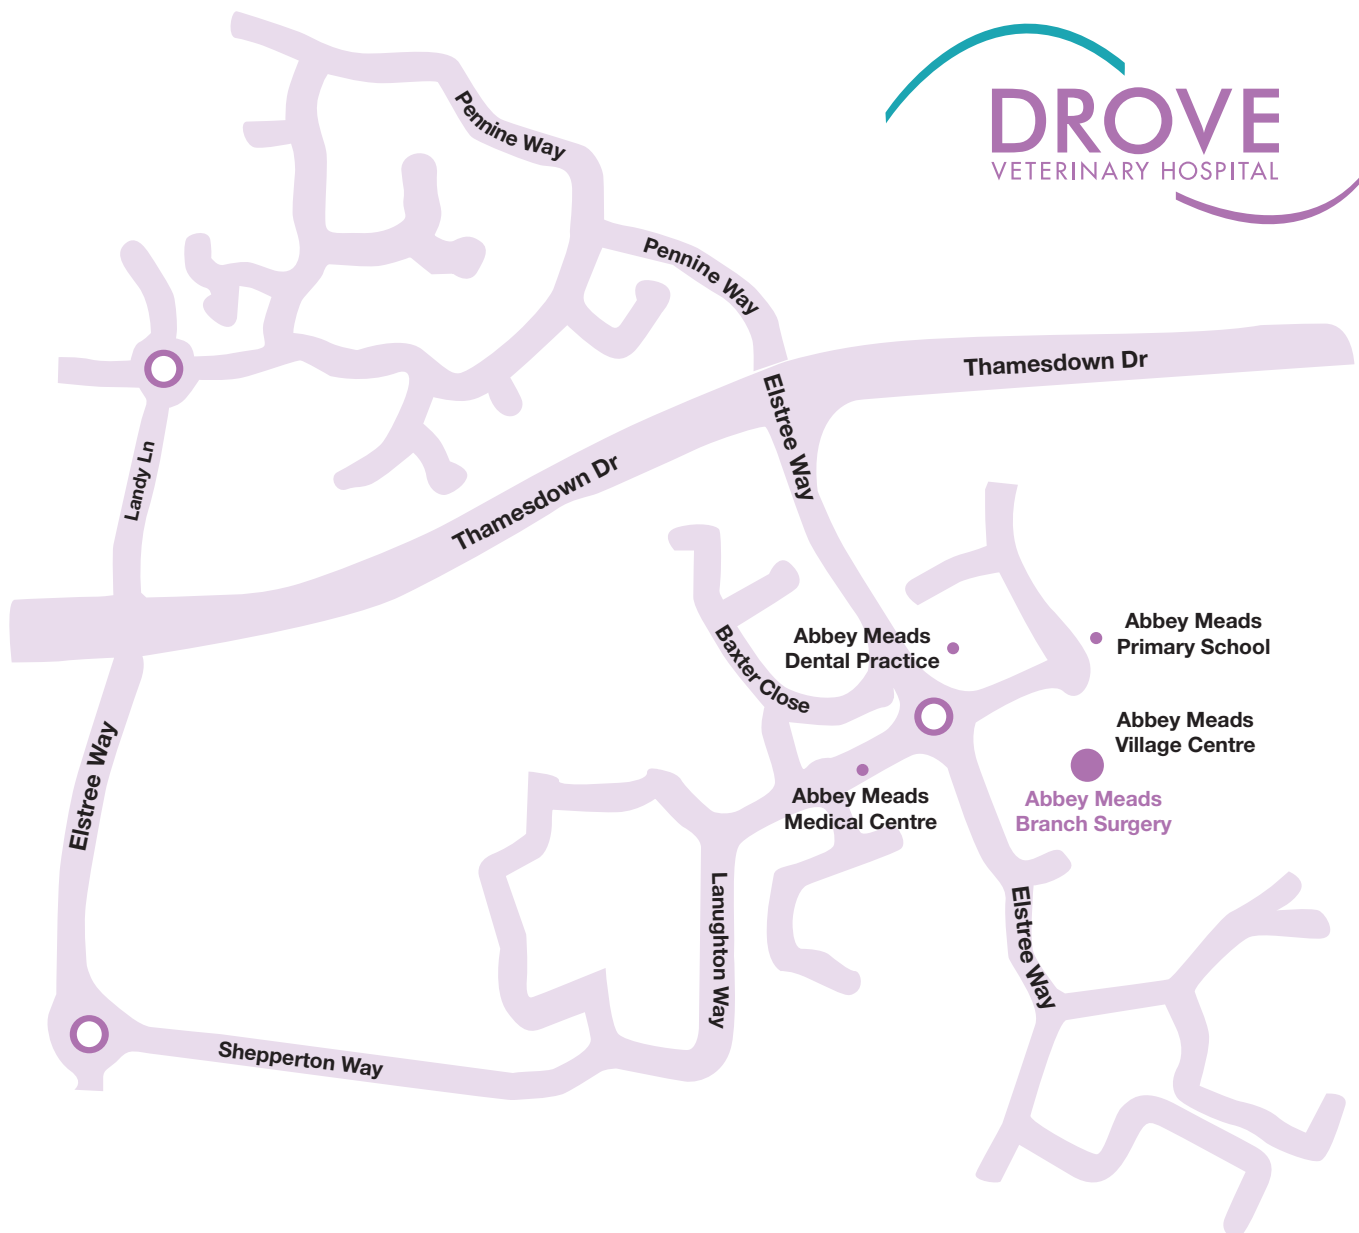 DROVE
VETERINARY HOSPITAL
Pennine Way
Pennine Way
Thamesdown Dr
Elstree Way
Landy Ln
Thamesdown Dr
Abbey Meads
Primary School
Abbey Meads
Dental Practice
Baxter Close
Abbey Meads
Village Centre
Elstree Way
Abbey Meads
Medical Centre
Abbey Meads
Branch Surgery
Lanughton Way
Elstree Way
Shepperton Way